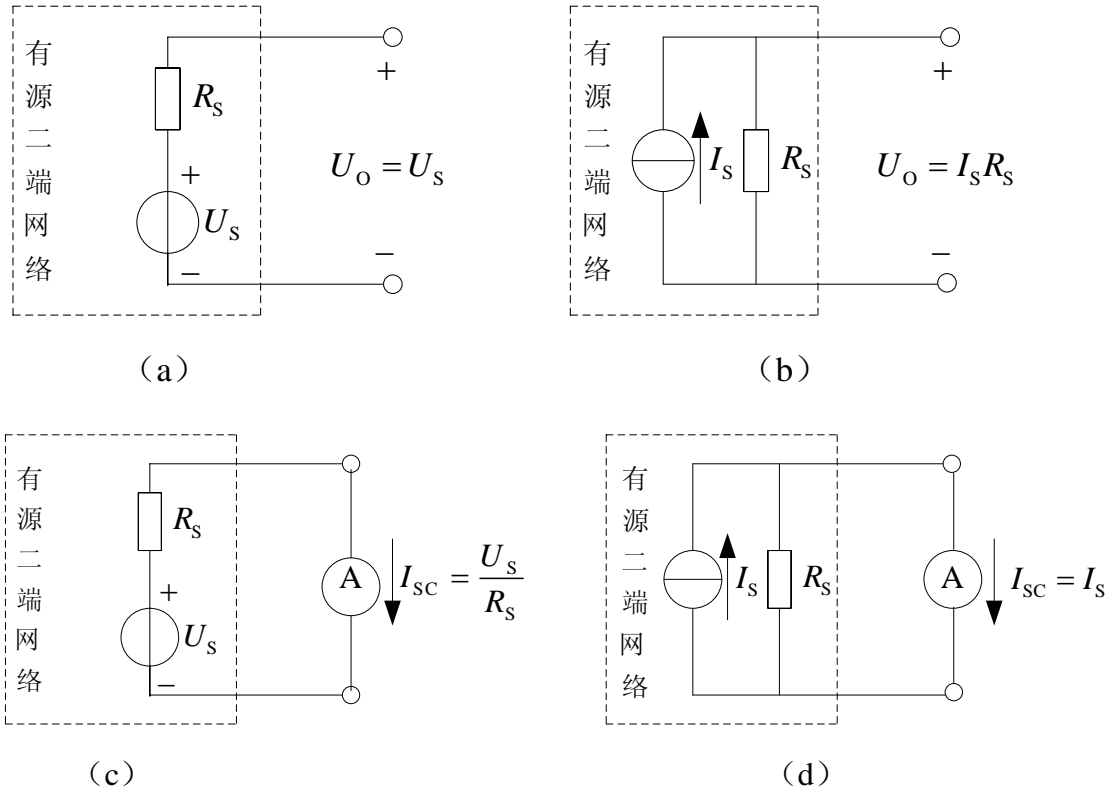 有源二端网络
R_S
+
U_S
−
+
U_O = U_S
−
(a)
有源二端网络
I_S
R_S
+
U_O = I_S R_S
−
(b)
有源二端网络
R_S
+
U_S
−
A
I_SC = U_S / R_S
(c)
有源二端网络
I_S
R_S
A
I_SC = I_S
(d)